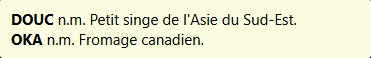 DOUC n.m. Petit singe de l'Asie du Sud-Est.
OKA n.m. Fromage canadien.